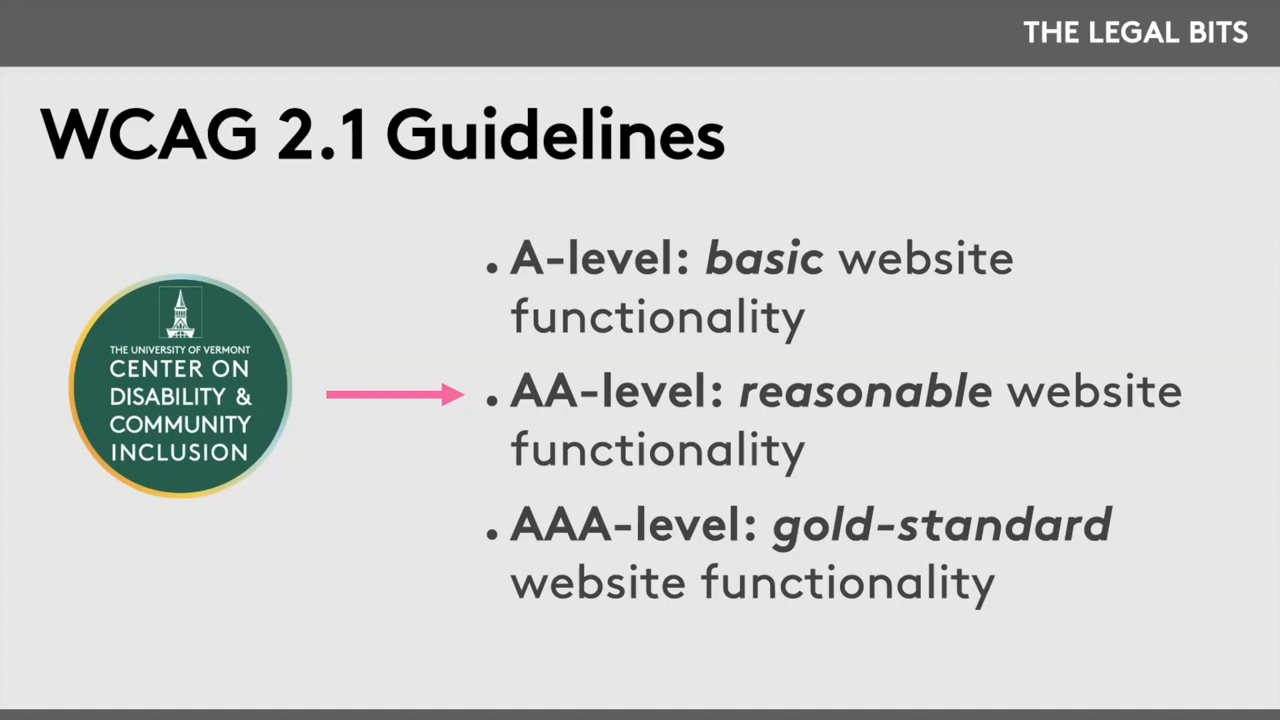 THE LEGAL BITS
WCAG 2.1 Guidelines
• A-level: basic website
functionality
THE UNIVERSITY OF VERMONT
CENTER ON
DISABILITY &
COMMUNITY
INCLUSION
• AA-level: reasonable website
functionality
• AAA-level: gold-standard
website functionality